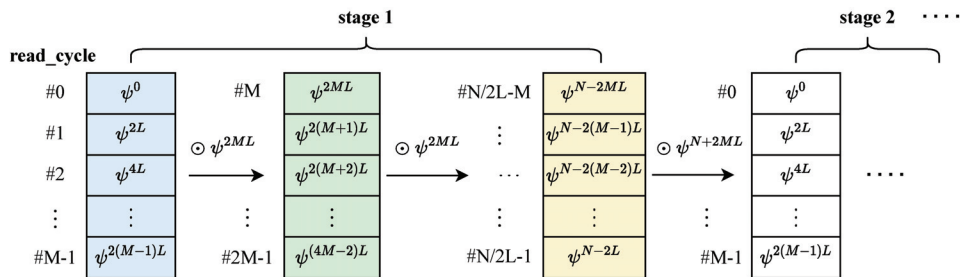 stage 1 stage 2 ····
read_cycle
#0 ψ^0 #M ψ^{2ML} #N/2L-M ψ^{N−2ML} #0 ψ^0
#1 ψ^{2L} ⊙ ψ^{2ML} ψ^{2(M+1)L} ⊙ ψ^{2ML} ⋮ ψ^{N−2(M−1)L} ⊙ ψ^{N+2ML} #1 ψ^{2L}
#2 ψ^{4L} ψ^{2(M+2)L} ··· ψ^{N−2(M−2)L} #2 ψ^{4L} ····
⋮ ⋮ ⋮ ⋮ ⋮ ⋮ ⋮ ⋮
#M-1 ψ^{2(M−1)L} #2M-1 ψ^{(4M−2)L} #N/2L-1 ψ^{N−2L} #M-1 ψ^{2(M−1)L}